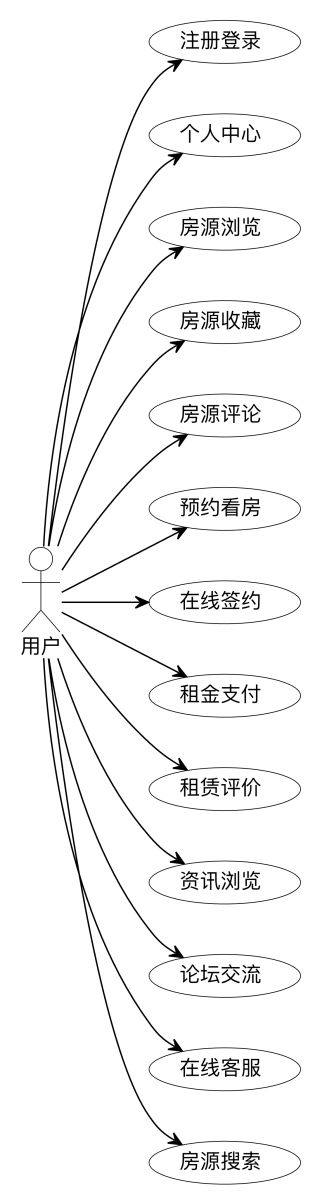 注册登录
个人中心
房源浏览
房源收藏
房源评论
预约看房
在线签约
用户
租金支付
租赁评价
资讯浏览
论坛交流
在线客服
房源搜索